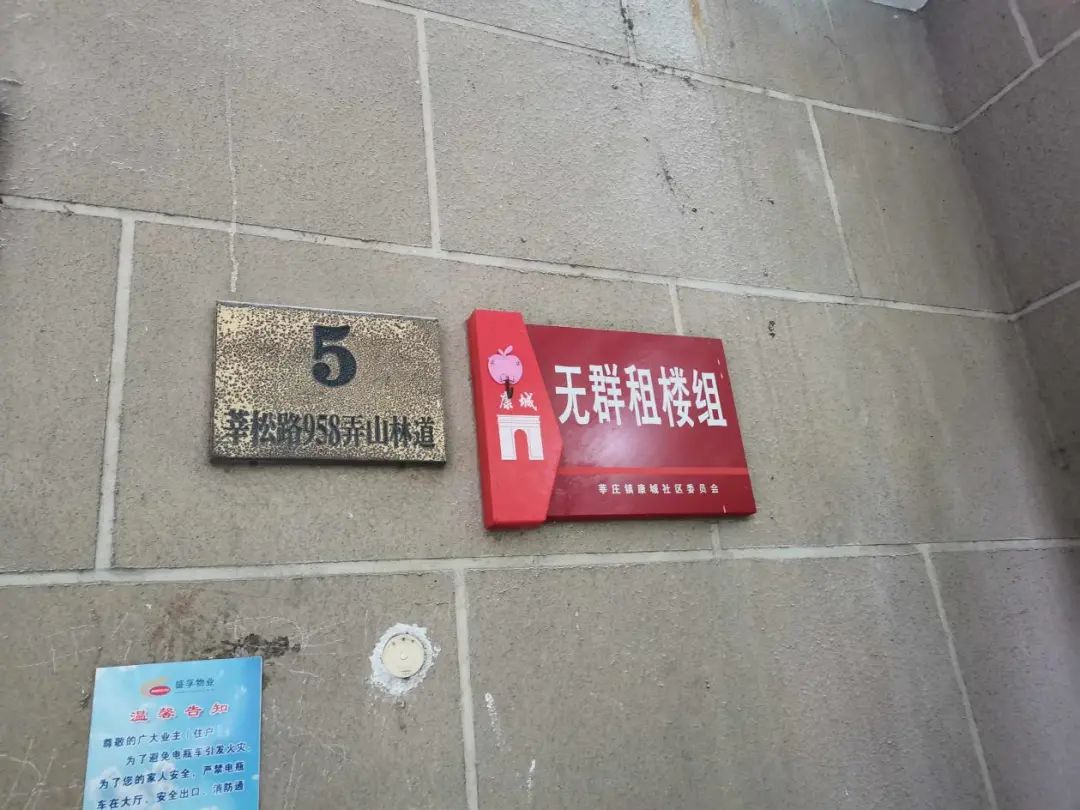 5
莘松路958弄山林道
康城
无群租楼组
莘庄镇康城社区委员会
盛孚物业
温馨告知
尊敬的广大业主（住户
为了避免电瓶车引发火灾、
为了您的家人安全，严禁电瓶
车在大厅、安全出口、消防通